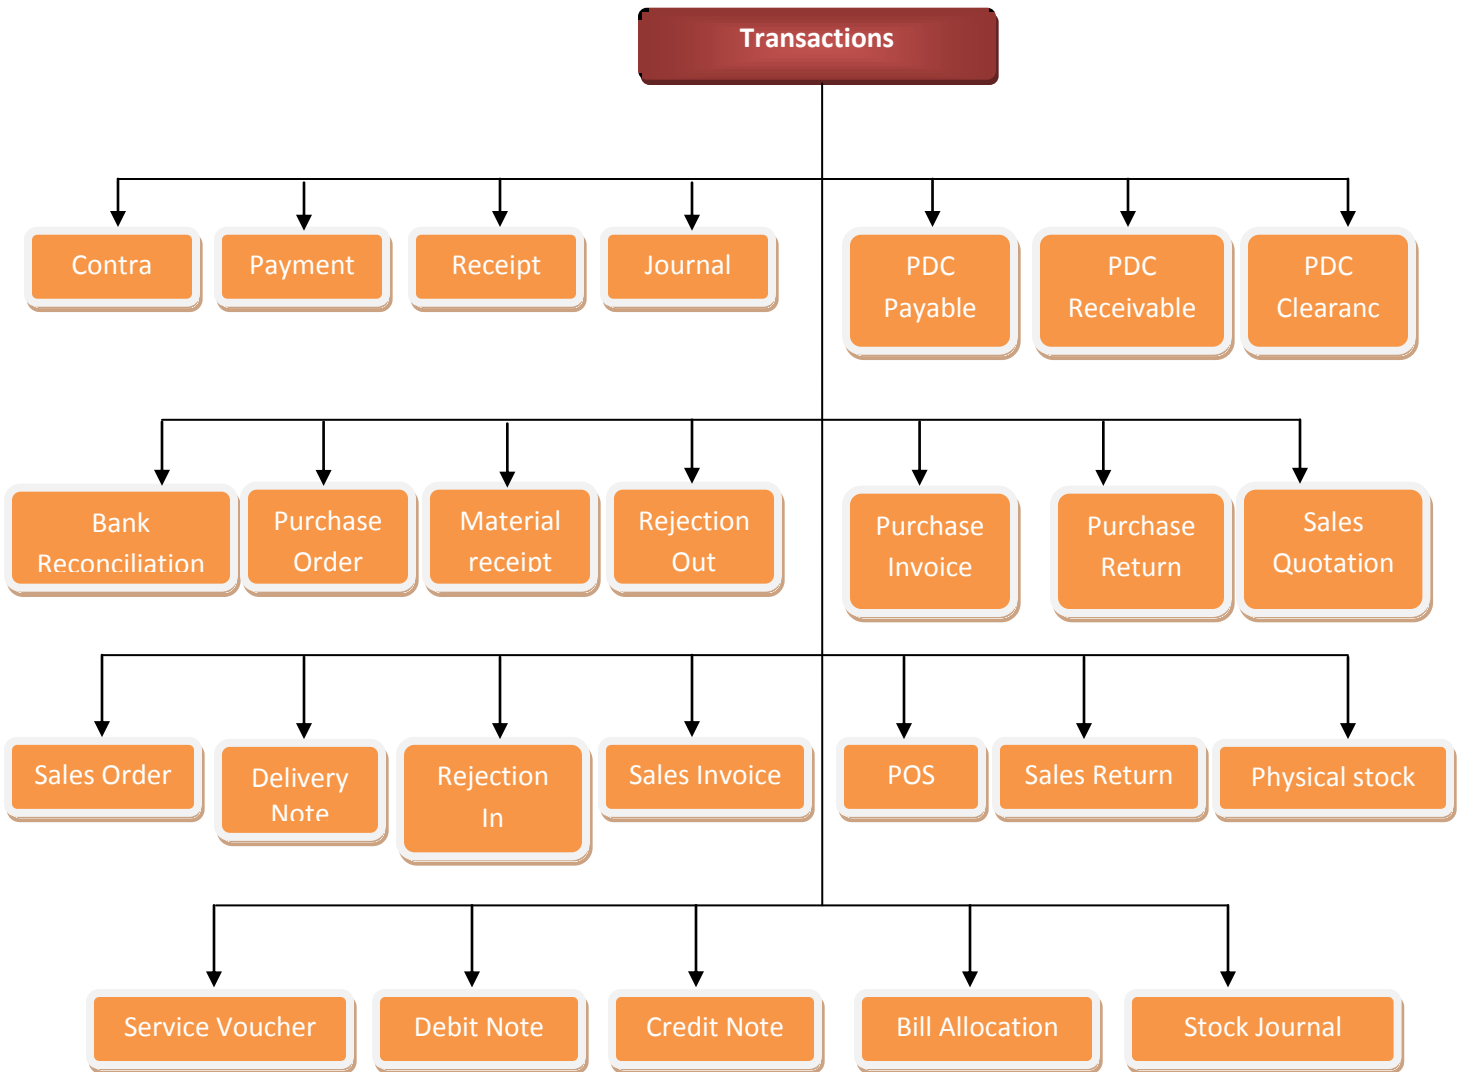 Transactions
Contra
Payment
Receipt
Journal
PDC
Payable
PDC
Receivable
PDC
Clearanc
Bank
Reconciliation
Purchase
Order
Material
receipt
Rejection
Out
Purchase
Invoice
Purchase
Return
Sales
Quotation
Sales Order
Delivery
Note
Rejection
In
Sales Invoice
POS
Sales Return
Physical stock
Service Voucher
Debit Note
Credit Note
Bill Allocation
Stock Journal